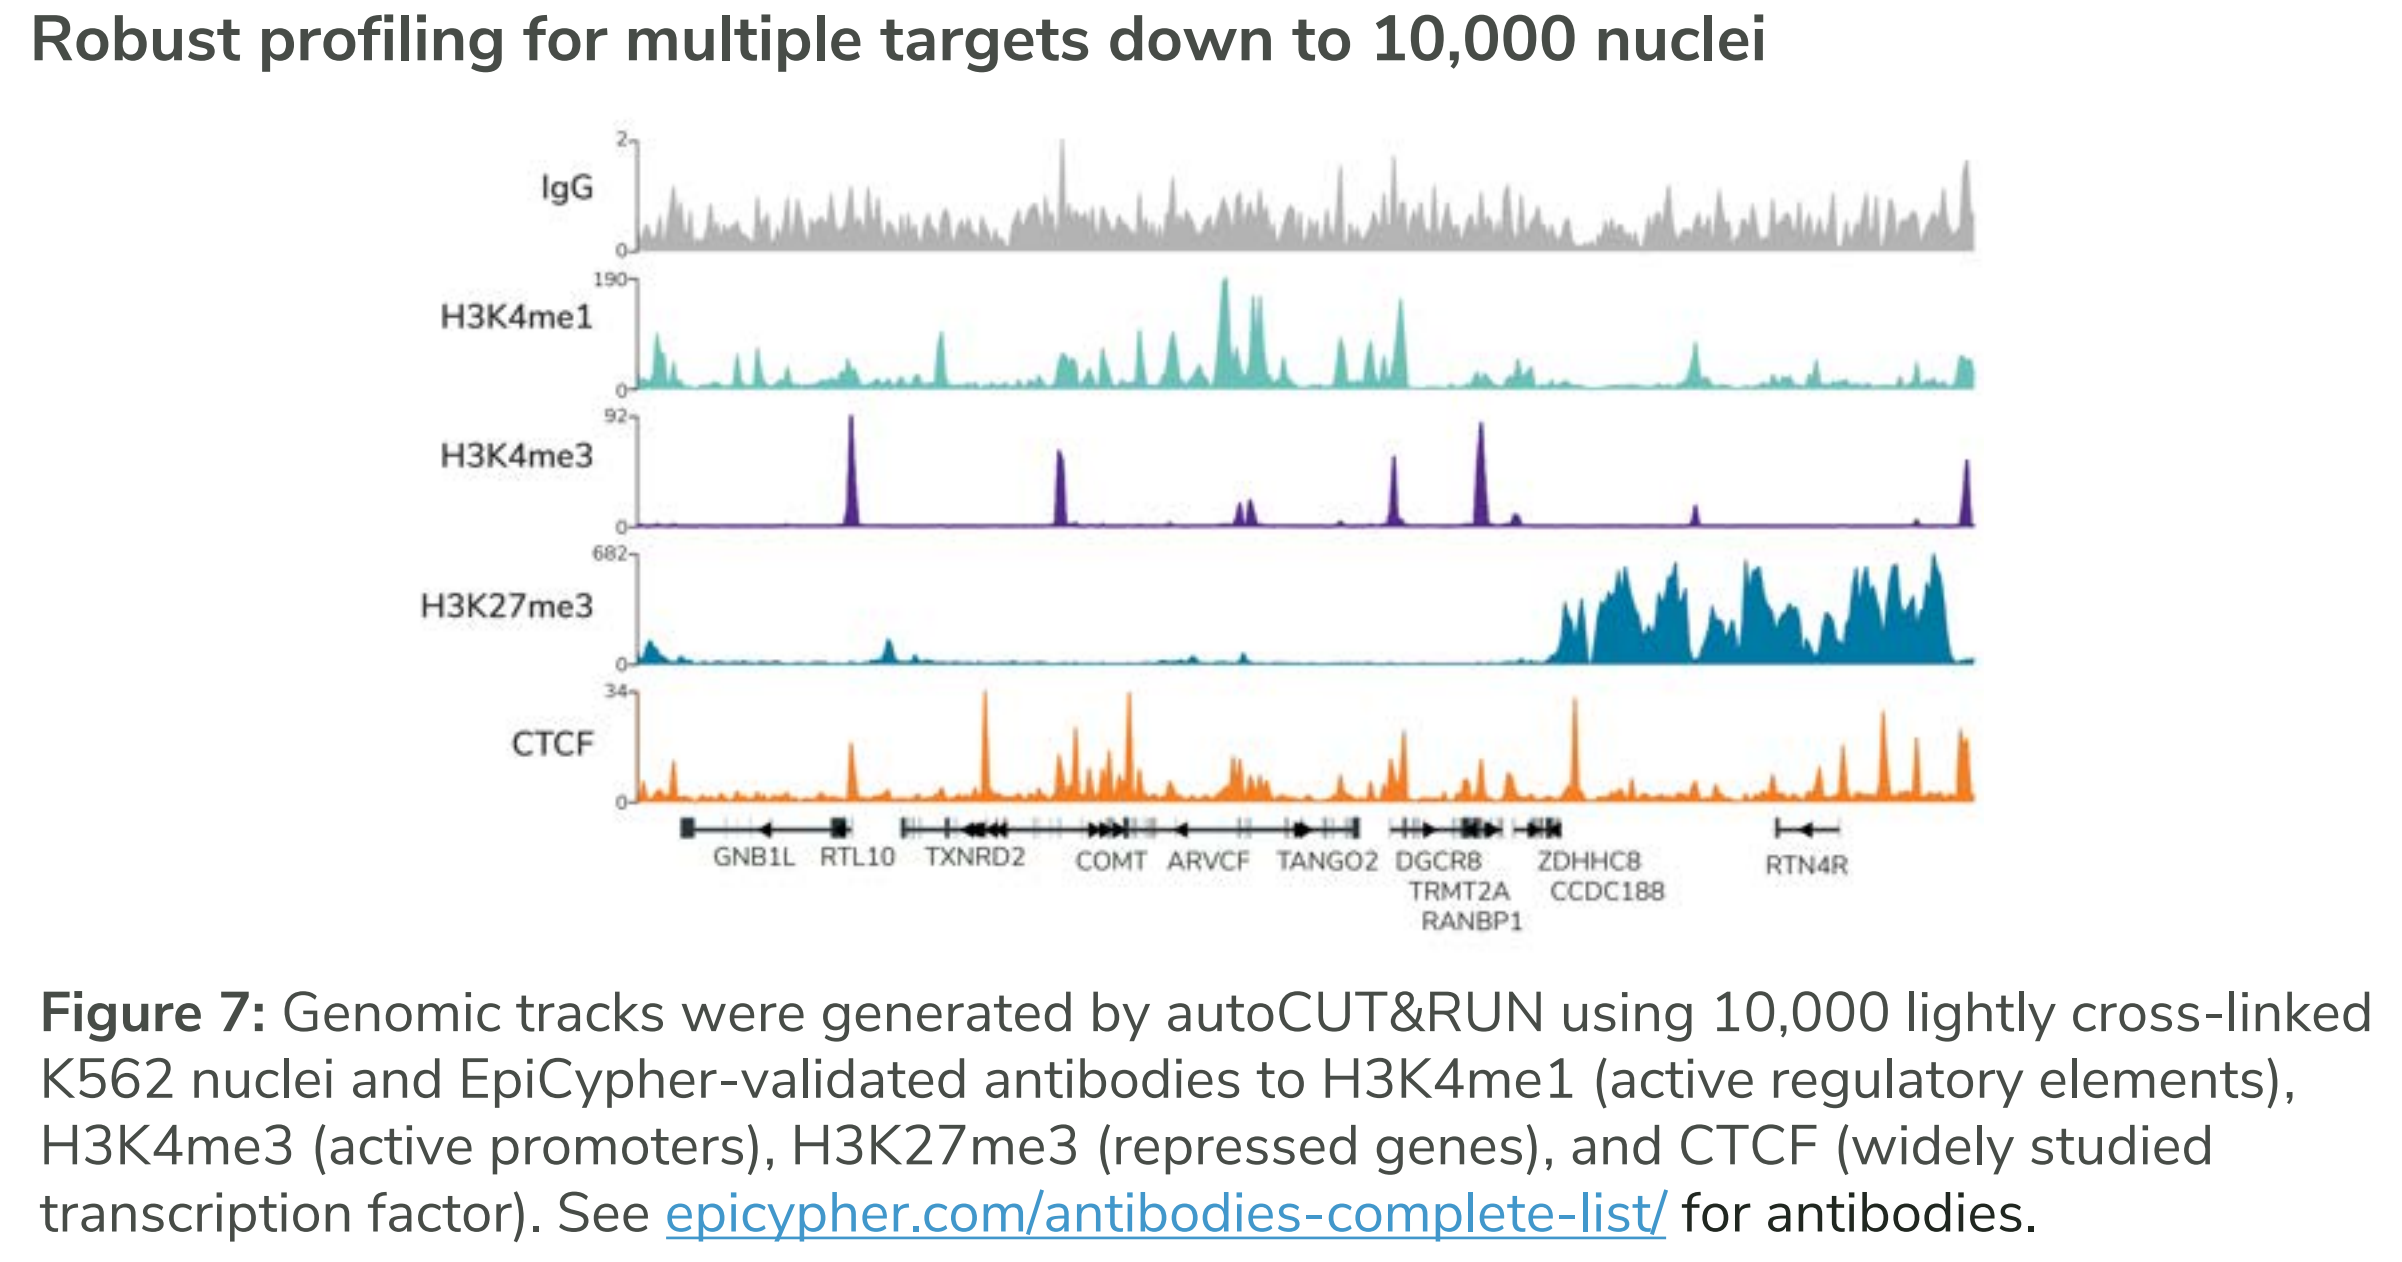 Robust profiling for multiple targets down to 10,000 nuclei
2
IgG
0
190
H3K4me1
0
92
H3K4me3
0
682
H3K27me3
0
34
CTCF
0
GNB1L RTL10 TXNRD2 COMT ARVCF TANGO2 DGCR8 ZDHHC8 RTN4R
TRMT2A CCDC188
RANBP1
Figure 7: Genomic tracks were generated by autoCUT&RUN using 10,000 lightly cross-linked
K562 nuclei and EpiCypher-validated antibodies to H3K4me1 (active regulatory elements),
H3K4me3 (active promoters), H3K27me3 (repressed genes), and CTCF (widely studied
transcription factor). See epicypher.com/antibodies-complete-list/ for antibodies.